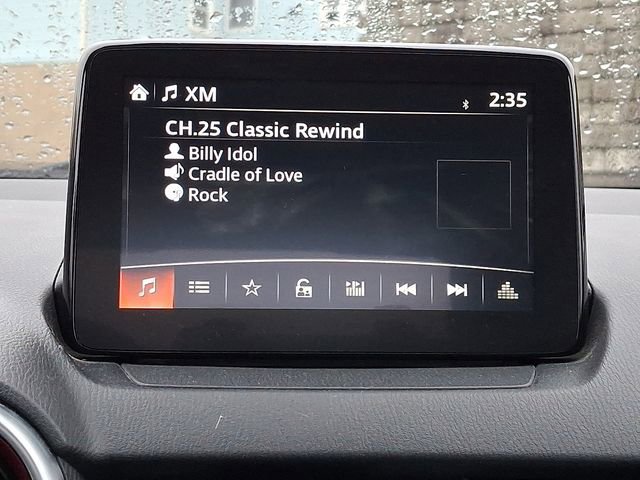 XM 2:35
CH.25 Classic Rewind
Billy Idol
Cradle of Love
Rock